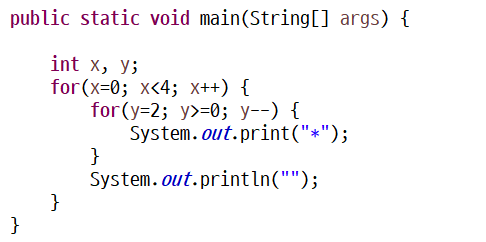 public static void main(String[] args) {
int x, y;
for(x=0; x<4; x++) {
for(y=2; y>=0; y--) {
System.out.print("*");
}
System.out.println("");
}
}